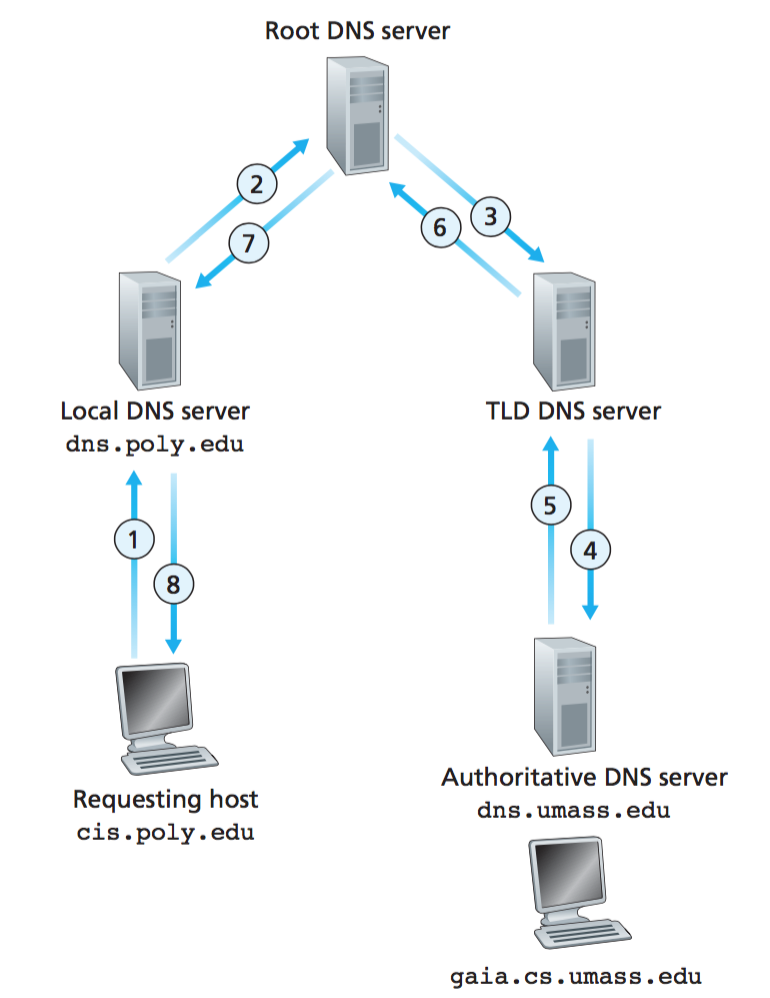 Root DNS server
2
3
6
7
Local DNS server
dns.poly.edu
TLD DNS server
1
5
4
8
Requesting host
cis.poly.edu
Authoritative DNS server
dns.umass.edu
gaia.cs.umass.edu